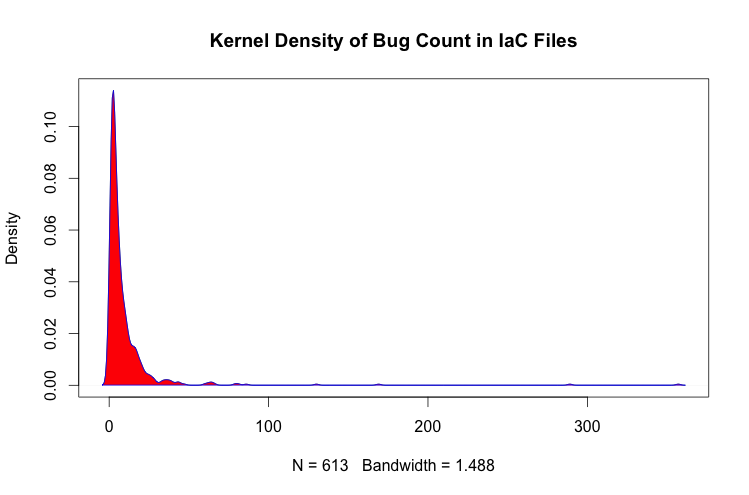 Kernel Density of Bug Count in IaC Files
Density
0.10
0.08
0.06
0.04
0.02
0.00
0 100 200 300
N = 613 Bandwidth = 1.488